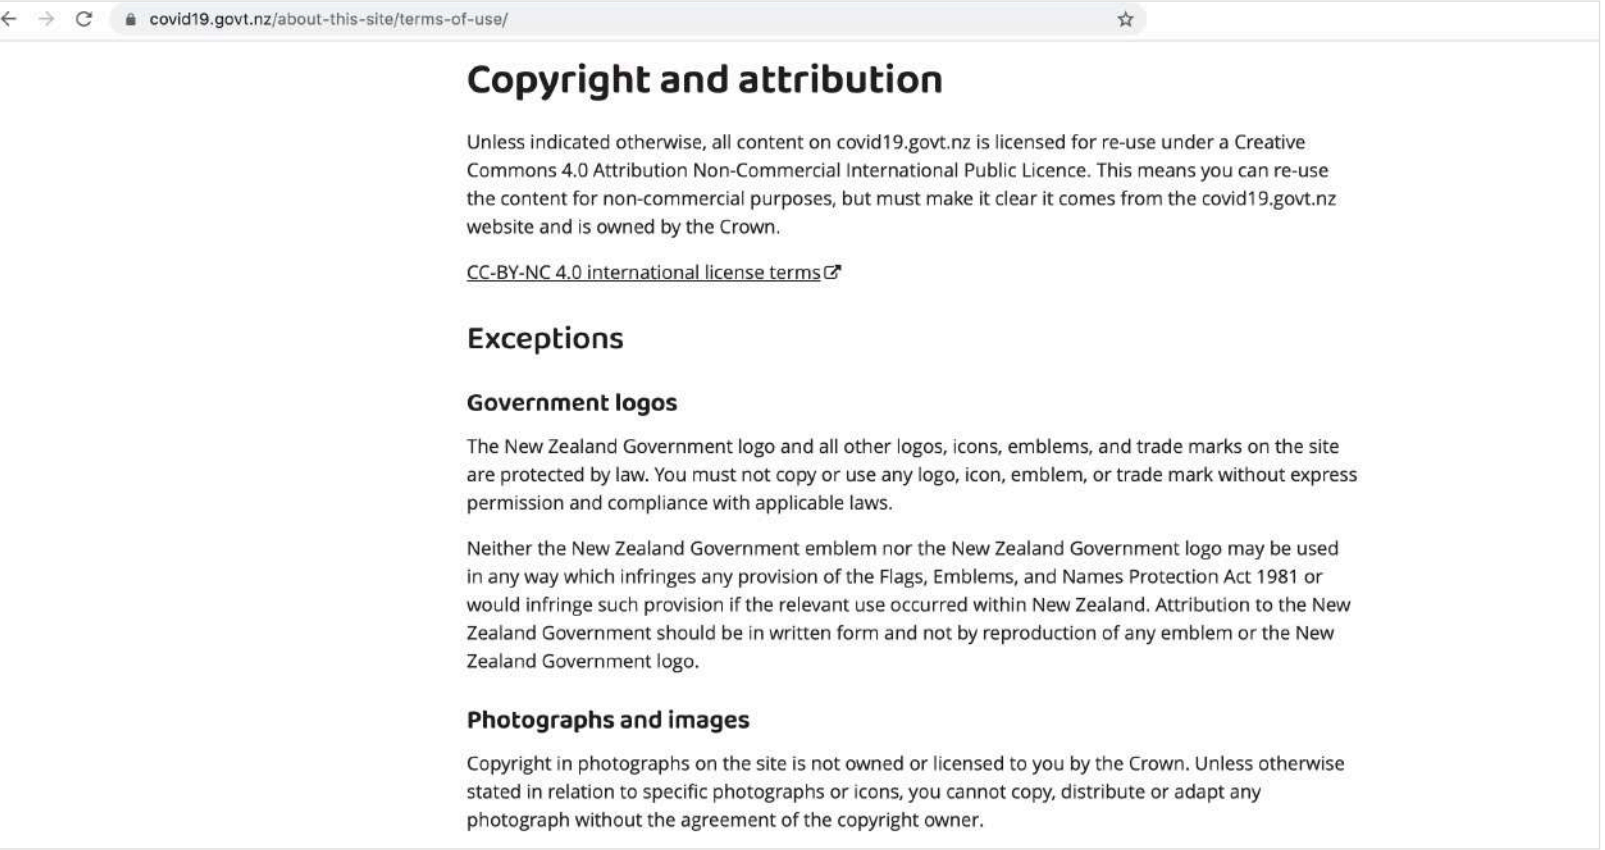 covid19.govt.nz/about-this-site/terms-of-use/
Copyright and attribution
Unless indicated otherwise, all content on covid19.govt.nz is licensed for re-use under a Creative
Commons 4.0 Attribution Non-Commercial International Public Licence. This means you can re-use
the content for non-commercial purposes, but must make it clear it comes from the covid19.govt.nz
website and is owned by the Crown.
CC-BY-NC 4.0 international license terms
Exceptions
Government logos
The New Zealand Government logo and all other logos, icons, emblems, and trade marks on the site
are protected by law. You must not copy or use any logo, icon, emblem, or trade mark without express
permission and compliance with applicable laws.
Neither the New Zealand Government emblem nor the New Zealand Government logo may be used
in any way which infringes any provision of the Flags, Emblems, and Names Protection Act 1981 or
would infringe such provision if the relevant use occurred within New Zealand. Attribution to the New
Zealand Government should be in written form and not by reproduction of any emblem or the New
Zealand Government logo.
Photographs and images
Copyright in photographs on the site is not owned or licensed to you by the Crown. Unless otherwise
stated in relation to specific photographs or icons, you cannot copy, distribute or adapt any
photograph without the agreement of the copyright owner.